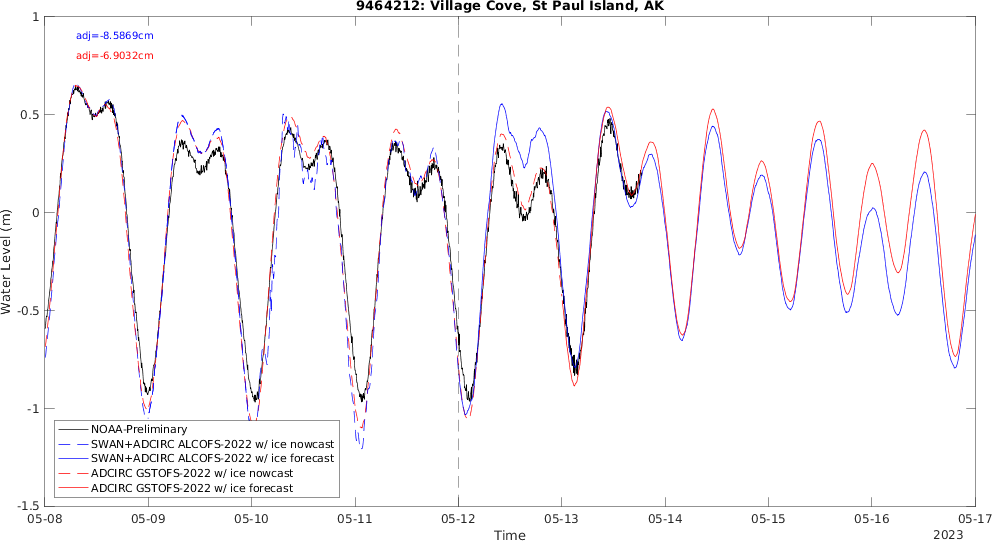 9464212: Village Cove, St Paul Island, AK
adj=-8.5869cm
adj=-6.9032cm
1
0.5
0
-0.5
-1
-1.5
Water Level (m)
NOAA-Preliminary
SWAN+ADCIRC ALCOFS-2022 w/ ice nowcast
SWAN+ADCIRC ALCOFS-2022 w/ ice forecast
ADCIRC GSTOFS-2022 w/ ice nowcast
ADCIRC GSTOFS-2022 w/ ice forecast
05-08 05-09 05-10 05-11 05-12 05-13 05-14 05-15 05-16 05-17
Time
2023